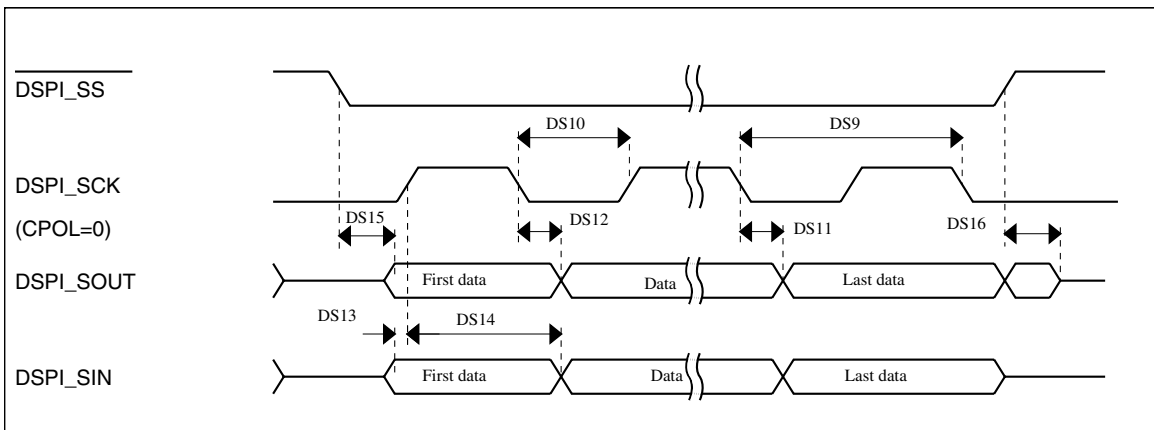 DSPI_SS
DS10
DS9
DSPI_SCK
(CPOL=0)
DS15
DS12
DS11
DS16
DSPI_SOUT
First data
Data
Last data
DS13
DS14
DSPI_SIN
First data
Data
Last data